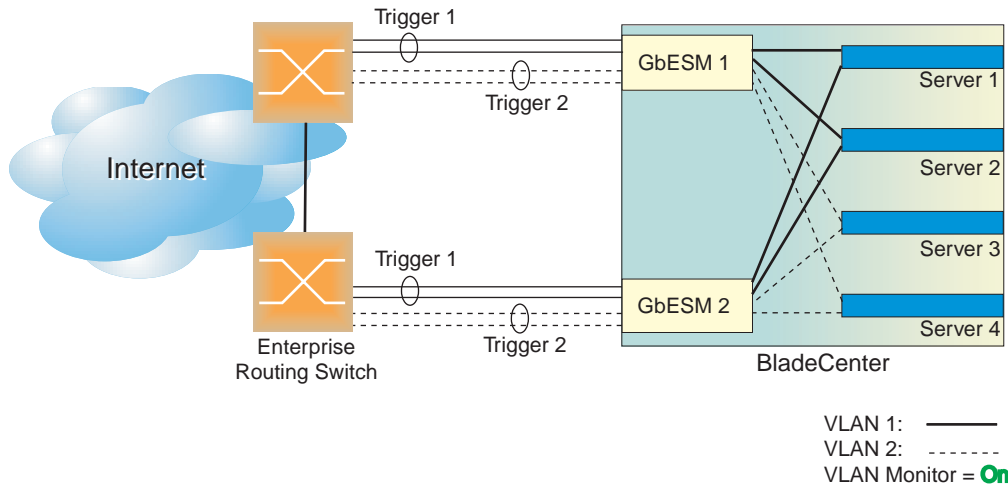 Trigger 1
Trigger 2
GbESM 1
Server 1
Server 2
Server 3
Server 4
Internet
Trigger 1
Trigger 2
GbESM 2
Enterprise
Routing Switch
BladeCenter
VLAN 1:
VLAN 2:
VLAN Monitor = On